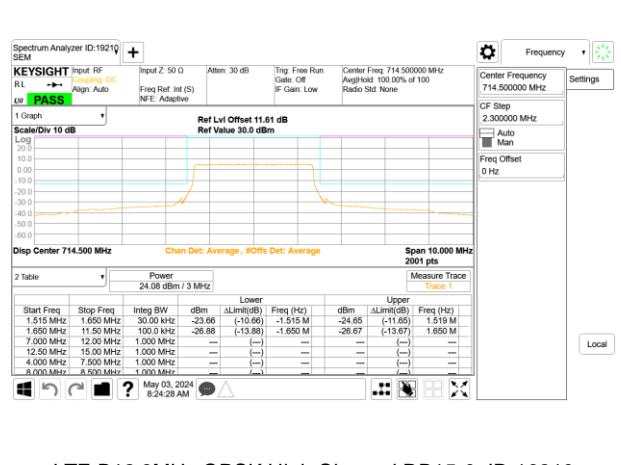 Spectrum Analyzer ID:19210
SEM
Frequency
KEYSIGHT
RL
PASS
Input: RF
Coupling: DC
Align: Auto
Input Z: 50 Ω
Freq Ref: Int (S)
NFE: Adaptive
Atten: 30 dB
Trig: Free Run
Gate: Off
IF Gain: Low
Center Freq: 714.500000 MHz
Avg|Hold: 100.00% of 100
Radio Std: None
Center Frequency
714.500000 MHz
Settings
CF Step
2.300000 MHz
Auto
Man
Freq Offset
0 Hz
1 Graph
Scale/Div 10 dB
Ref Lvl Offset 11.61 dB
Ref Value 30.0 dBm
Log
20.0
10.0
0.00
-10.0
-20.0
-30.0
-40.0
-50.0
-60.0
Disp Center 714.500 MHz
Chan Det: Average, #Offs Det: Average
Span 10.000 MHz
2001 pts
2 Table
Power
24.08 dBm / 3 MHz
Measure Trace
Trace 1
Lower Upper
Start Freq Stop Freq Integ BW dBm ΔLimit(dB) Freq (Hz) dBm ΔLimit(dB) Freq (Hz)
1.515 MHz 1.650 MHz 30.00 kHz -23.66 (-10.66) -1.515 M -24.65 (-11.65) 1.519 M
1.650 MHz 11.50 MHz 100.0 kHz -26.88 (-13.88) -1.650 M -26.67 (-13.67) 1.650 M
7.000 MHz 12.00 MHz 1.000 MHz --- (---) --- --- (---) ---
12.50 MHz 15.00 MHz 1.000 MHz --- (---) --- --- (---) ---
4.000 MHz 7.500 MHz 1.000 MHz --- (---) --- --- (---) ---
8.000 MHz 8.500 MHz 1.000 MHz --- (---) --- --- (---) ---
Local
?
May 03, 2024
8:24:28 AM